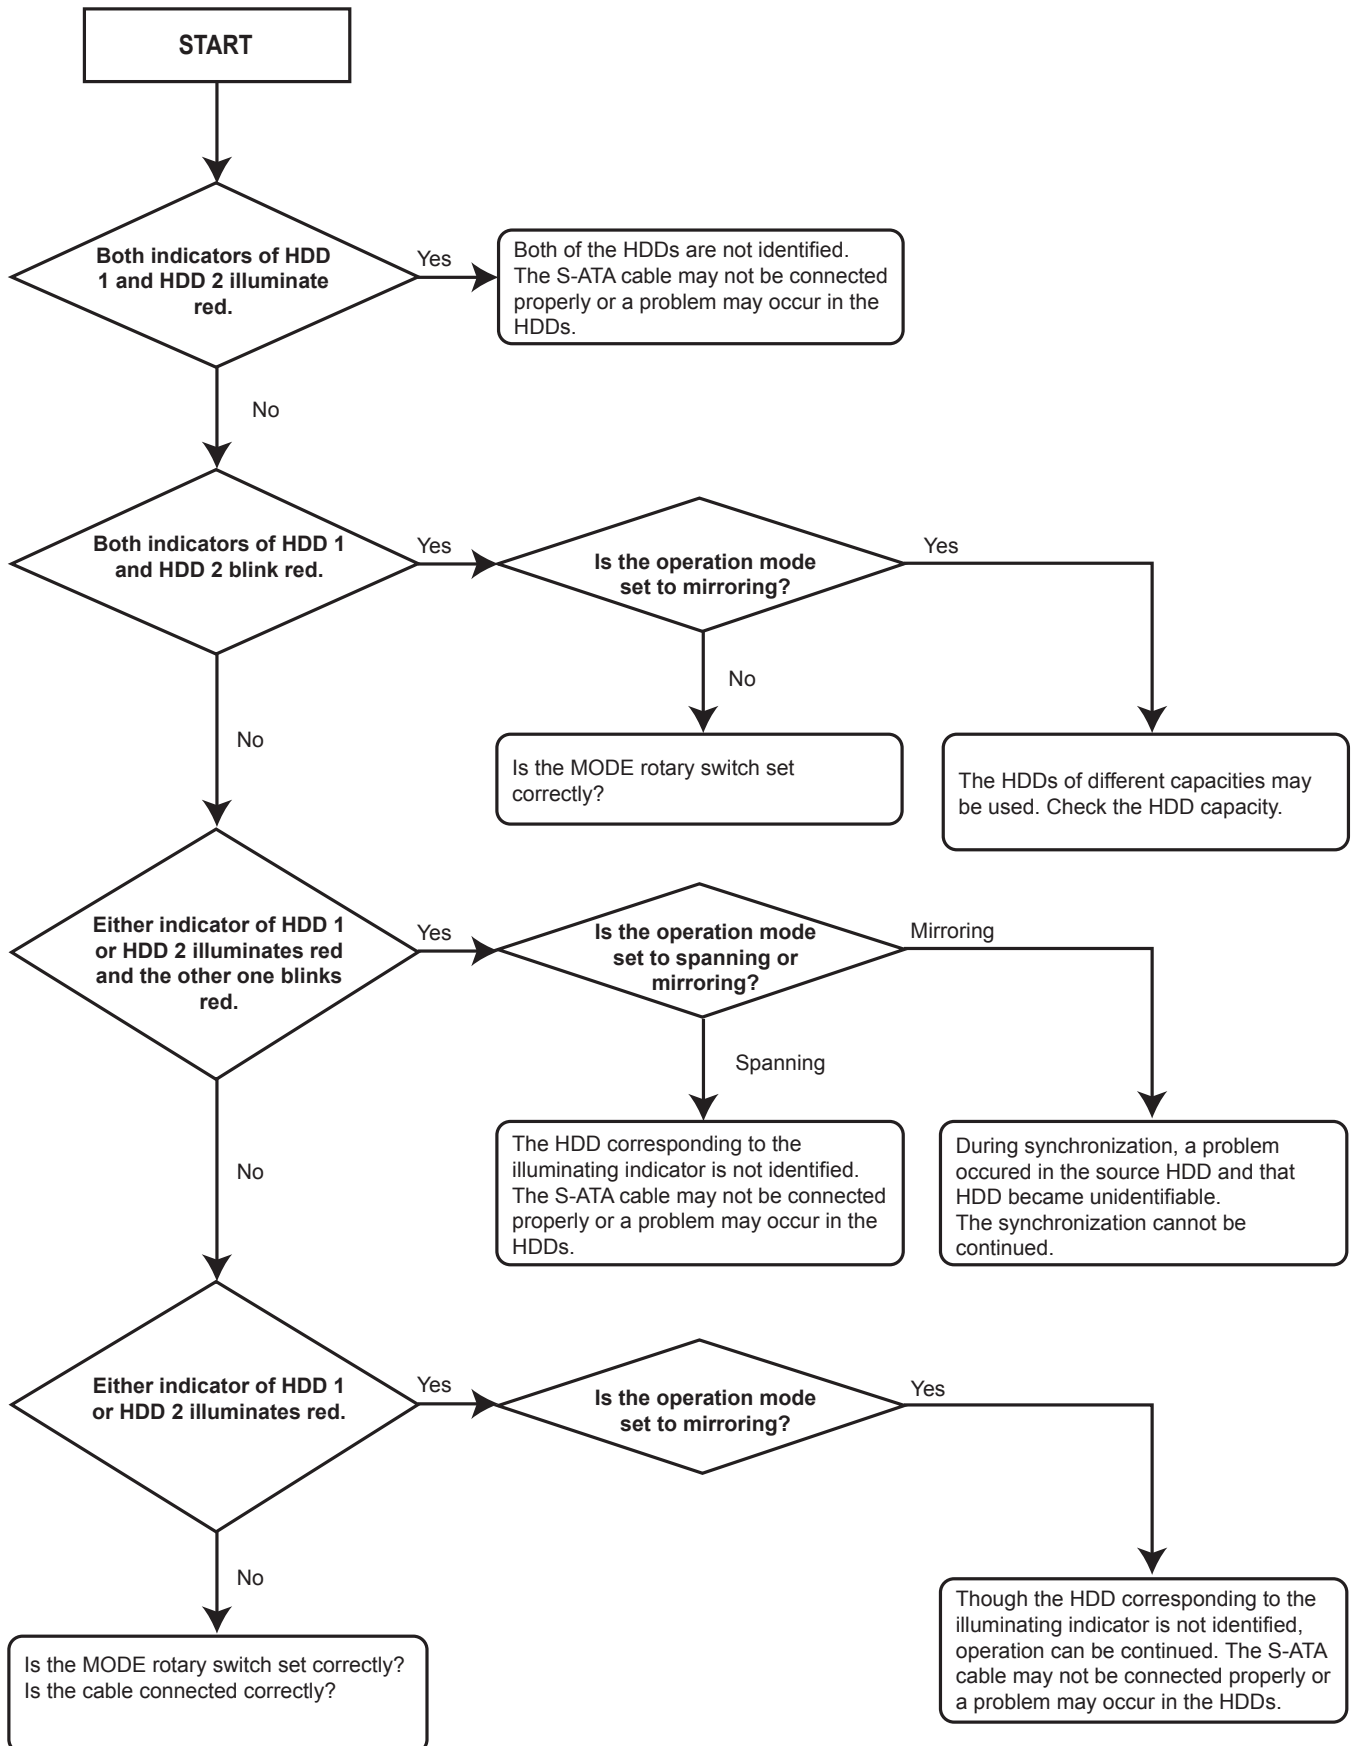 START
Both indicators of HDD
1 and HDD 2 illuminate
red.
Yes
Both of the HDDs are not identified.
The S-ATA cable may not be connected
properly or a problem may occur in the
HDDs.
No
Both indicators of HDD 1
and HDD 2 blink red.
Yes
Is the operation mode
set to mirroring?
Yes
No
No
Is the MODE rotary switch set
correctly?
The HDDs of different capacities may
be used. Check the HDD capacity.
Either indicator of HDD 1
or HDD 2 illuminates red
and the other one blinks
red.
Yes
Is the operation mode
set to spanning or
mirroring?
Mirroring
Spanning
No
The HDD corresponding to the
illuminating indicator is not identified.
The S-ATA cable may not be connected
properly or a problem may occur in the
HDDs.
During synchronization, a problem
occured in the source HDD and that
HDD became unidentifiable.
The synchronization cannot be
continued.
Either indicator of HDD 1
or HDD 2 illuminates red.
Yes
Is the operation mode
set to mirroring?
Yes
No
Is the MODE rotary switch set correctly?
Is the cable connected correctly?
Though the HDD corresponding to the
illuminating indicator is not identified,
operation can be continued. The S-ATA
cable may not be connected properly or
a problem may occur in the HDDs.